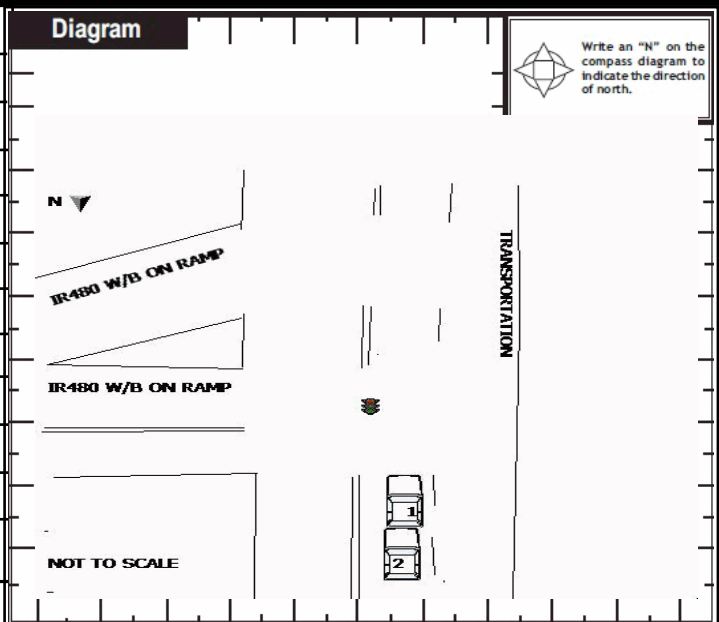 Diagram
Write an “N” on the
compass diagram to
indicate the direction
of north.
N
IR480 W/B ON RAMP
TRANSPORTATION
IR480 W/B ON RAMP
1
2
NOT TO SCALE